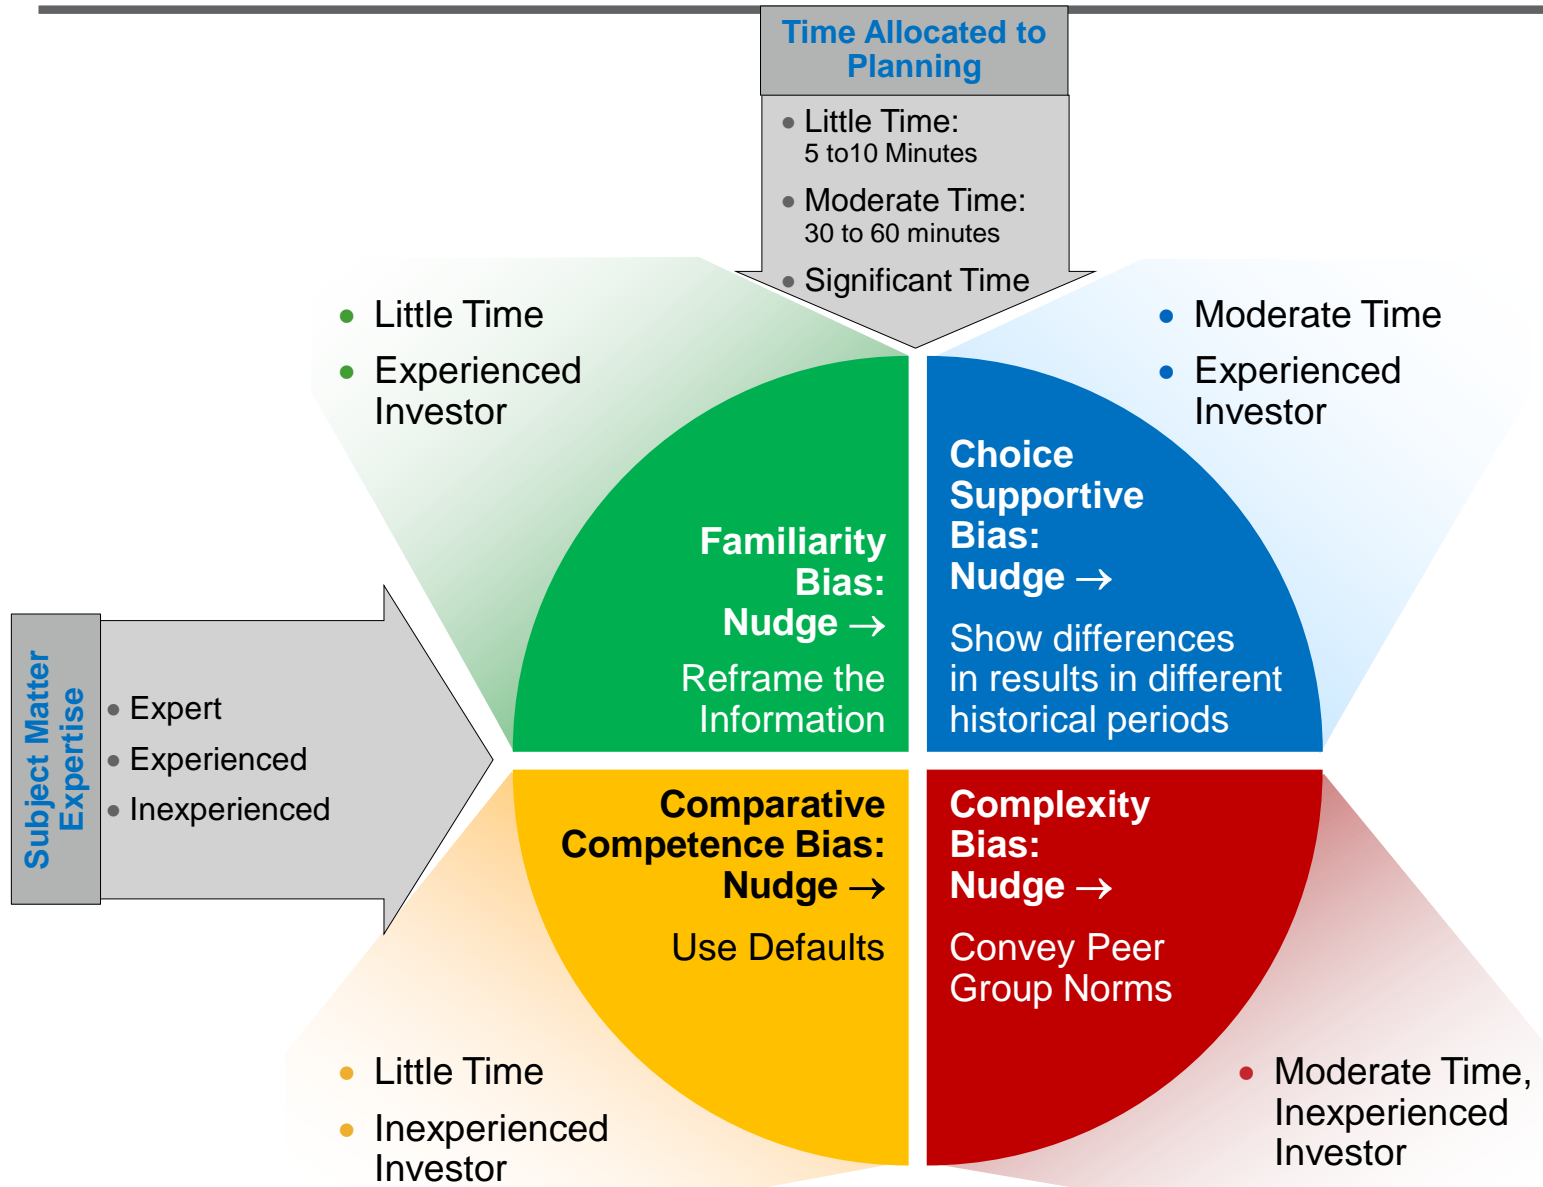 Time Allocated to
Planning
• Little Time:
5 to10 Minutes
• Moderate Time:
30 to 60 minutes
• Significant Time
• Little Time
• Experienced
Investor
• Moderate Time
• Experienced
Investor
Familiarity
Bias:
Nudge →
Reframe the
Information
Choice
Supportive
Bias:
Nudge →
Show differences
in results in different
historical periods
Subject Matter
Expertise
• Expert
• Experienced
• Inexperienced
Comparative
Competence Bias:
Nudge →
Use Defaults
Complexity
Bias:
Nudge →
Convey Peer
Group Norms
• Little Time
• Inexperienced
Investor
• Moderate Time,
Inexperienced
Investor